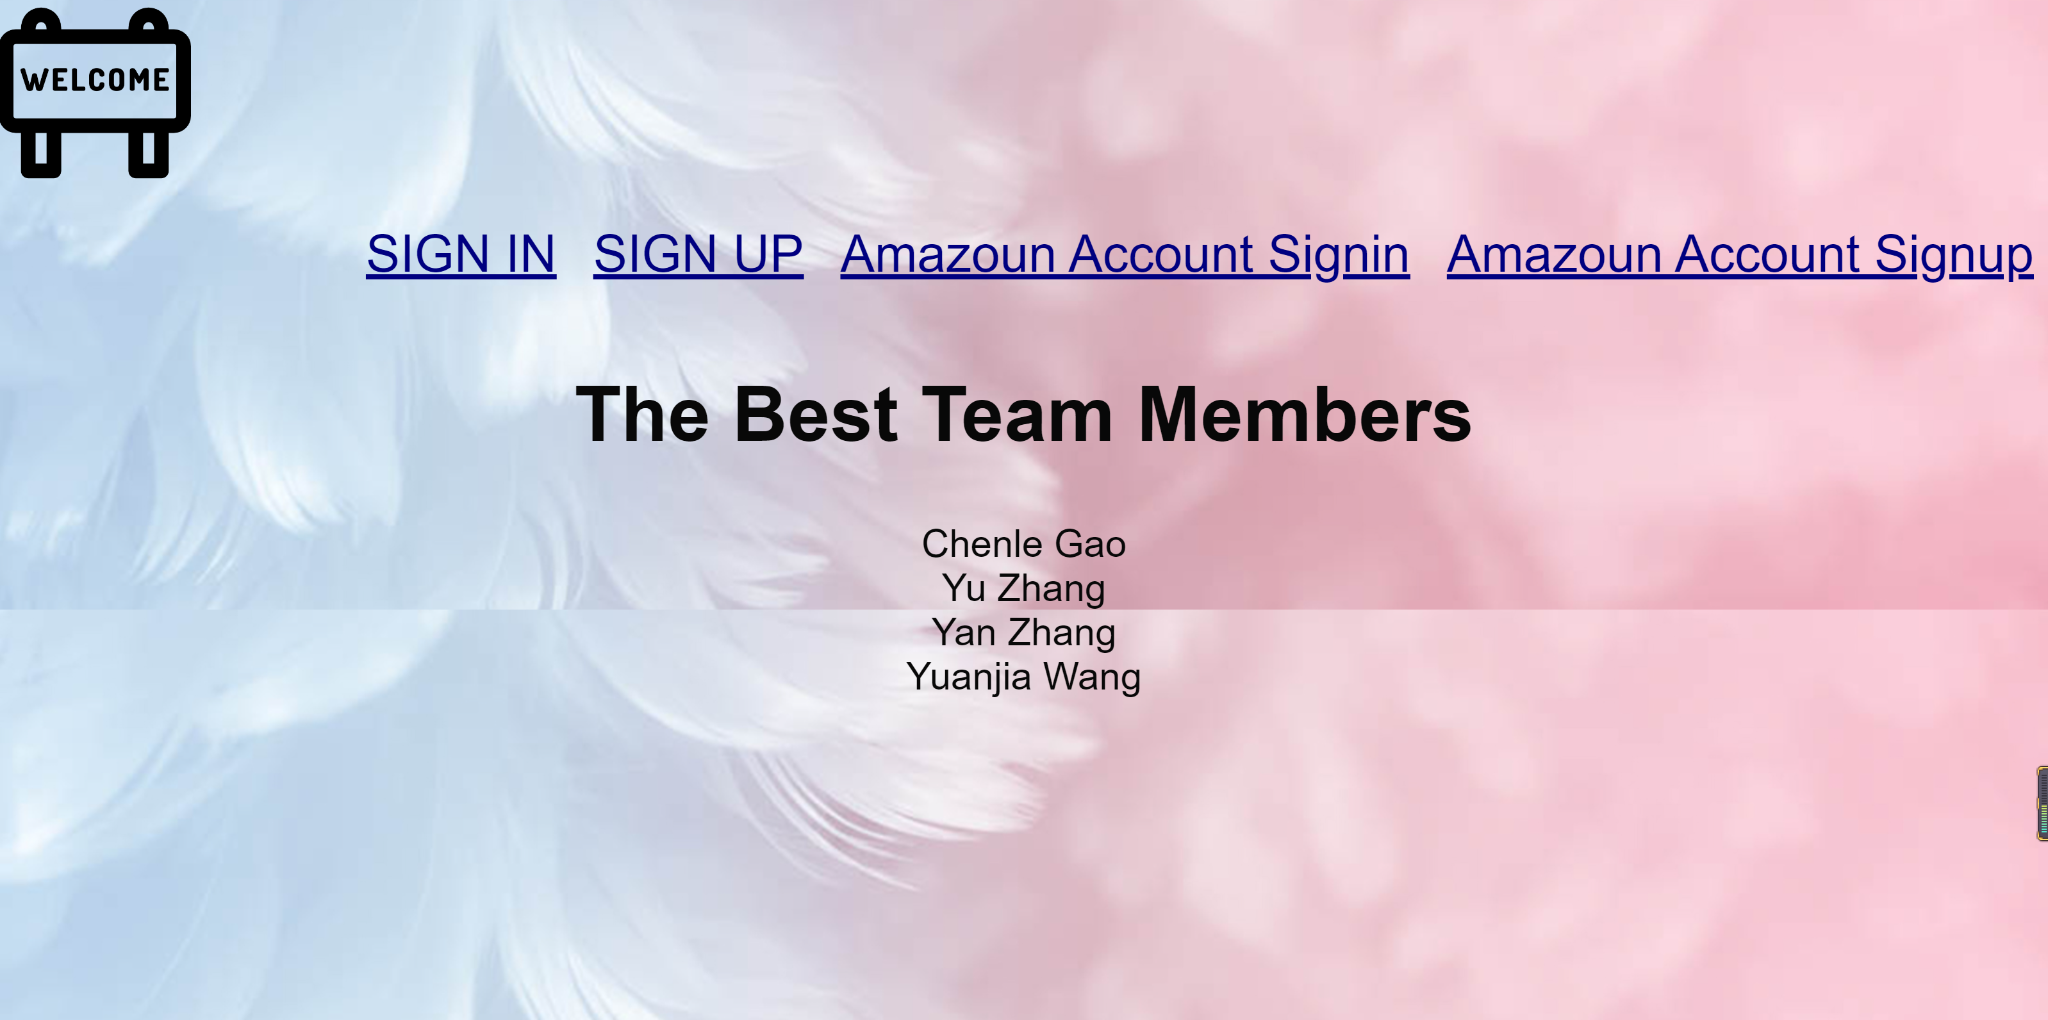 WELCOME
SIGN IN SIGN UP Amazoun Account Signin Amazoun Account Signup
The Best Team Members
Chenle Gao
Yu Zhang
Yan Zhang
Yuanjia Wang